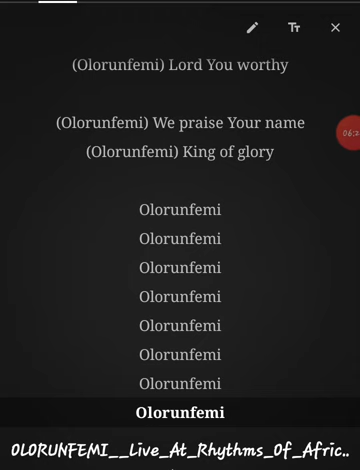 (Olorunfemi) Lord You worthy
(Olorunfemi) We praise Your name
(Olorunfemi) King of glory
Olorunfemi
Olorunfemi
Olorunfemi
Olorunfemi
Olorunfemi
Olorunfemi
Olorunfemi
Olorunfemi
OLORUNFEMI__Live_At_Rhythms_Of_Afric..